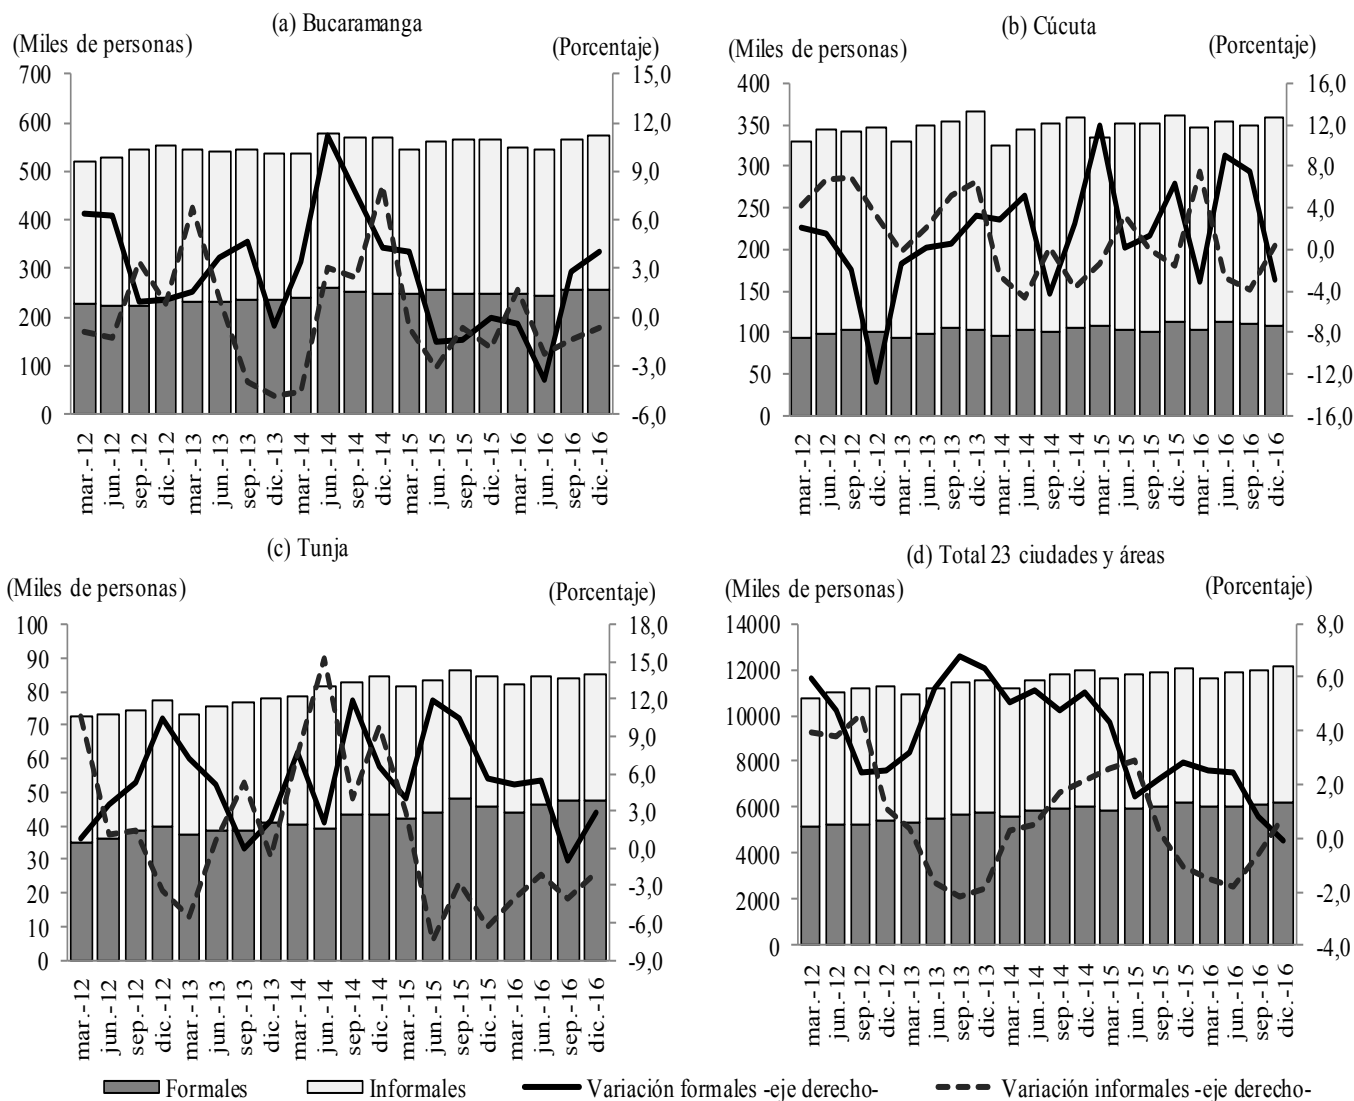 (a) Bucaramanga
(Miles de personas) (Porcentaje)
700 15,0
600 12,0
500 9,0
400 6,0
300 3,0
200 0,0
100 -3,0
0 -6,0
mar.-12 jun.-12 sep.-12 dic.-12 mar.-13 jun.-13 sep.-13 dic.-13 mar.-14 jun.-14 sep.-14 dic.-14 mar.-15 jun.-15 sep.-15 dic.-15 mar.-16 jun.-16 sep.-16 dic.-16
(b) Cúcuta
(Miles de personas) (Porcentaje)
400 16,0
350 12,0
300 8,0
250 4,0
200 0,0
150 -4,0
100 -8,0
50 -12,0
0 -16,0
mar.-12 jun.-12 sep.-12 dic.-12 mar.-13 jun.-13 sep.-13 dic.-13 mar.-14 jun.-14 sep.-14 dic.-14 mar.-15 jun.-15 sep.-15 dic.-15 mar.-16 jun.-16 sep.-16 dic.-16
(c) Tunja
(Miles de personas) (Porcentaje)
100 18,0
90 15,0
80 12,0
70 9,0
60 6,0
50 3,0
40 0,0
30 -3,0
20 -6,0
10 -9,0
0
mar.-12 jun.-12 sep.-12 dic.-12 mar.-13 jun.-13 sep.-13 dic.-13 mar.-14 jun.-14 sep.-14 dic.-14 mar.-15 jun.-15 sep.-15 dic.-15 mar.-16 jun.-16 sep.-16 dic.-16
(d) Total 23 ciudades y áreas
(Miles de personas) (Porcentaje)
14000 8,0
12000 6,0
10000 4,0
8000 2,0
6000 0,0
4000 -2,0
2000 -4,0
0
mar.-12 jun.-12 sep.-12 dic.-12 mar.-13 jun.-13 sep.-13 dic.-13 mar.-14 jun.-14 sep.-14 dic.-14 mar.-15 jun.-15 sep.-15 dic.-15 mar.-16 jun.-16 sep.-16 dic.-16
Formales Informales Variación formales -eje derecho- Variación informales -eje derecho-